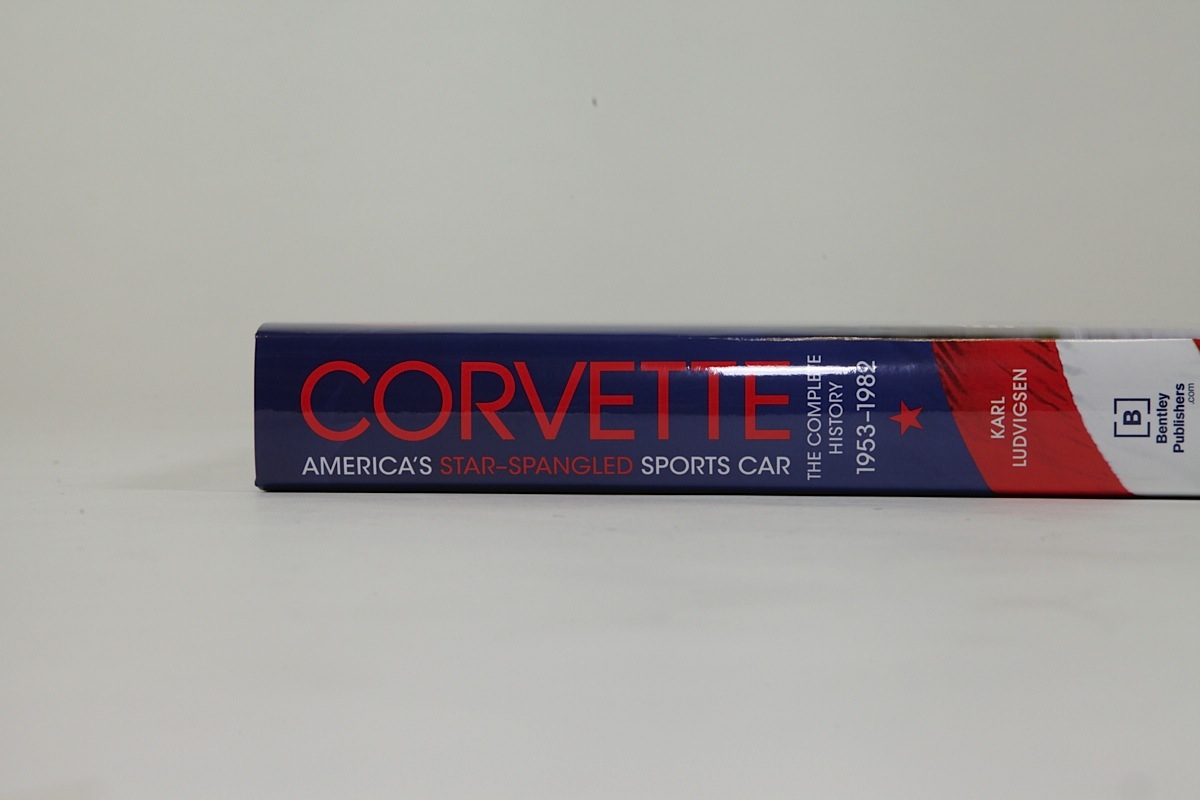 CORVETTE
AMERICA'S STAR-SPANGLED SPORTS CAR
THE COMPLETE
HISTORY
1953-1982
KARL
LUDVIGSEN
B
Bentley
Publishers
.com